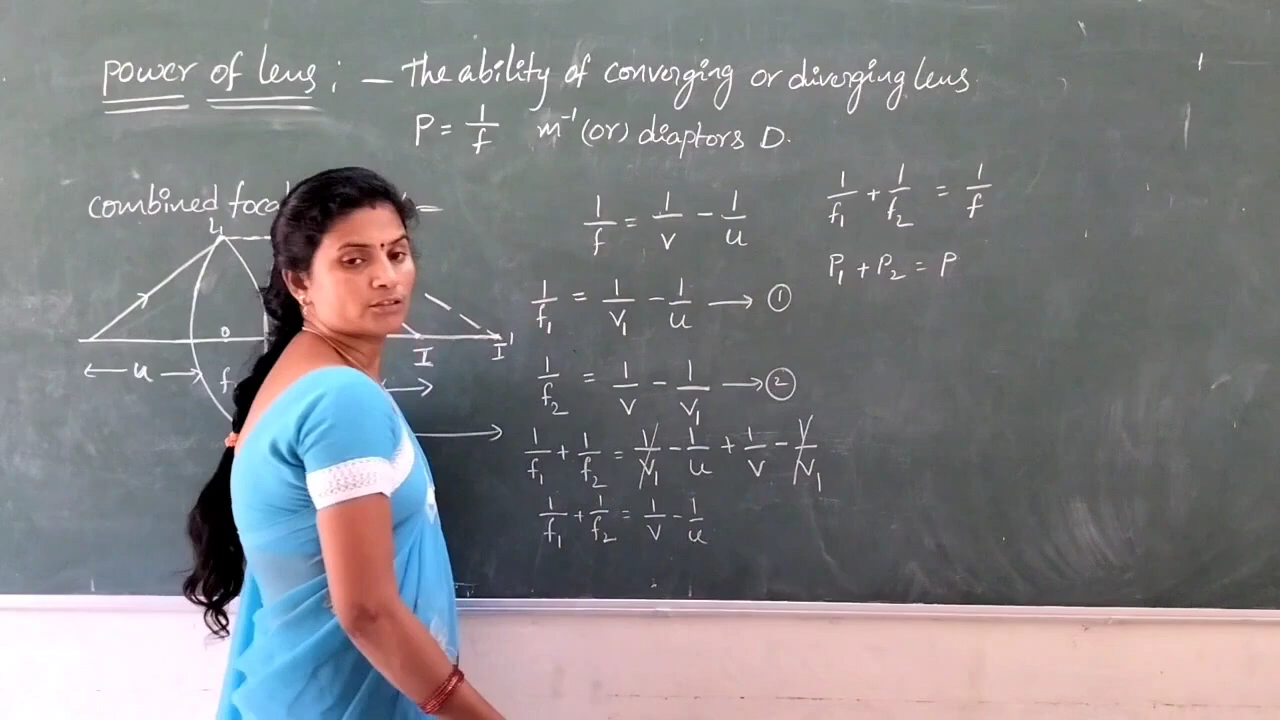 power of lens : – The ability of converging or diverging lens.
P = 1/f m⁻¹ (or) diaptors D.
combined
L₁
O
u
f
I
I'
1/f = 1/v - 1/u
1/f₁ = 1/v₁ - 1/u → ①
1/f₂ = 1/v - 1/v₁ → ②
1/f₁ + 1/f₂ = 1/v₁ - 1/u + 1/v - 1/v₁
1/f₁ + 1/f₂ = 1/v - 1/u
1/f₁ + 1/f₂ = 1/f
P₁ + P₂ = P